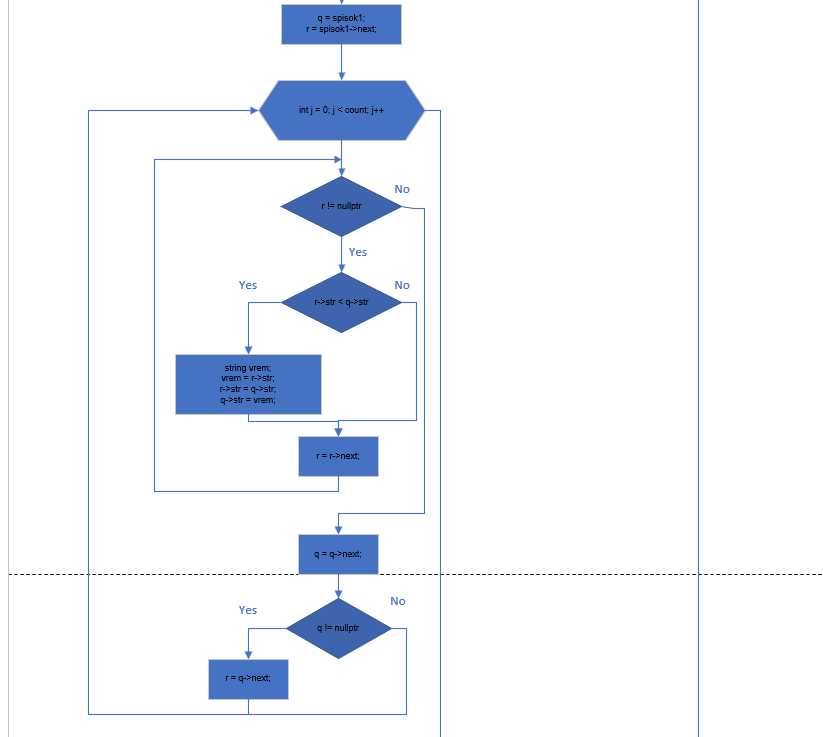 q = spisok1;
r = spisok1->next;
int j = 0; j < count; j++
No
r != nullptr
Yes
Yes
No
r->str < q->str
string vrem;
vrem = r->str;
r->str = q->str;
q->str = vrem;
r = r->next;
q = q->next;
Yes
No
q != nullptr
r = q->next;